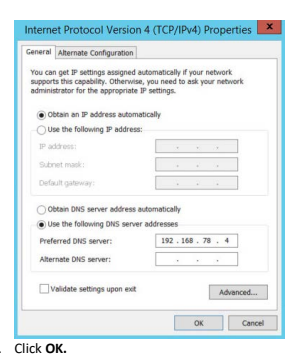 Internet Protocol Version 4 (TCP/IPv4) Properties
General Alternate Configuration
You can get IP settings assigned automatically if your network
supports this capability. Otherwise, you need to ask your network
administrator for the appropriate IP settings.
Obtain an IP address automatically
Use the following IP address:
IP address:
Subnet mask:
Default gateway:
Obtain DNS server address automatically
Use the following DNS server addresses
Preferred DNS server: 192 . 168 . 78 . 4
Alternate DNS server:
Validate settings upon exit Advanced...
OK Cancel
Click OK.